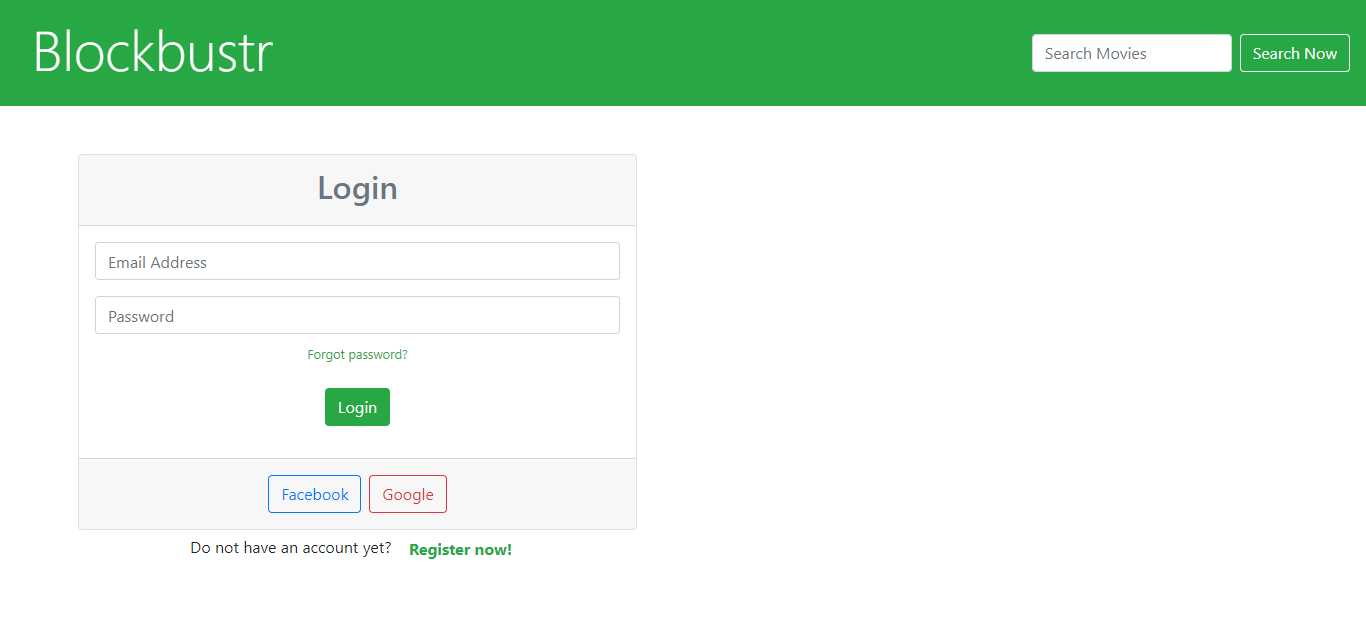 Blockbustr
Search Movies
Search Now
Login
Email Address
Password
Forgot password?
Login
Facebook
Google
Do not have an account yet? Register now!